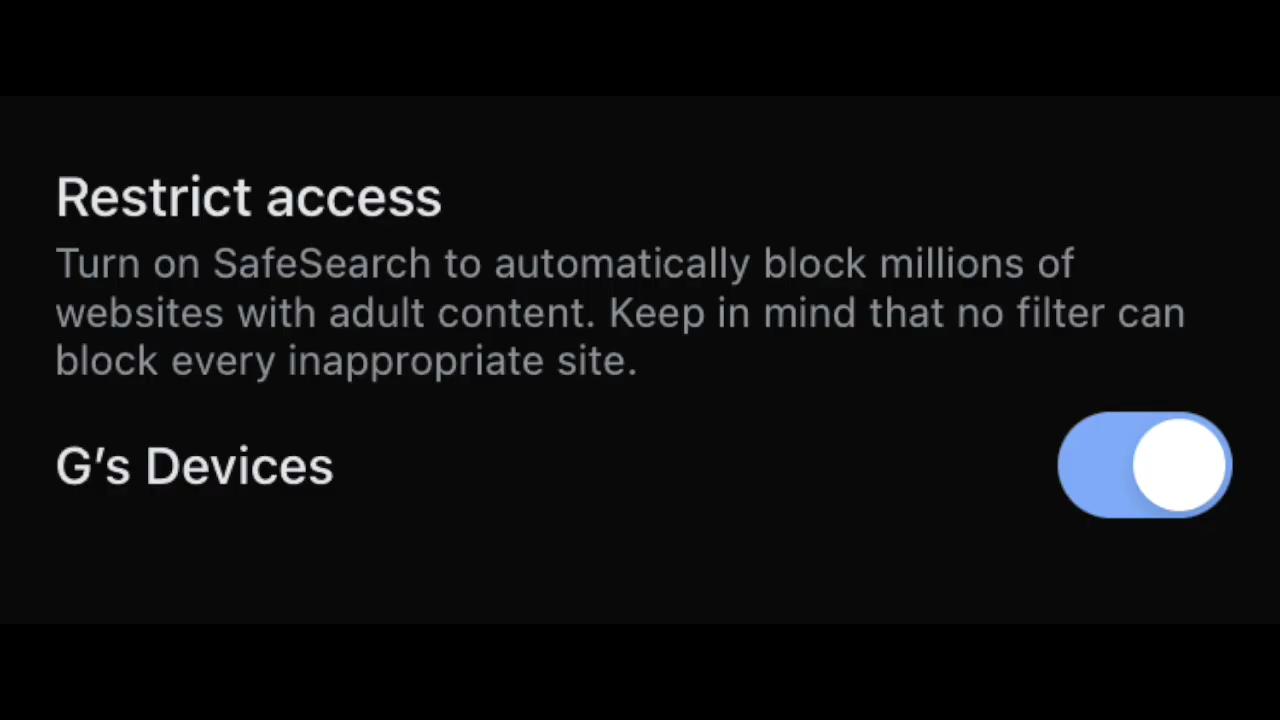 Restrict access
Turn on SafeSearch to automatically block millions of
websites with adult content. Keep in mind that no filter can
block every inappropriate site.
G’s Devices